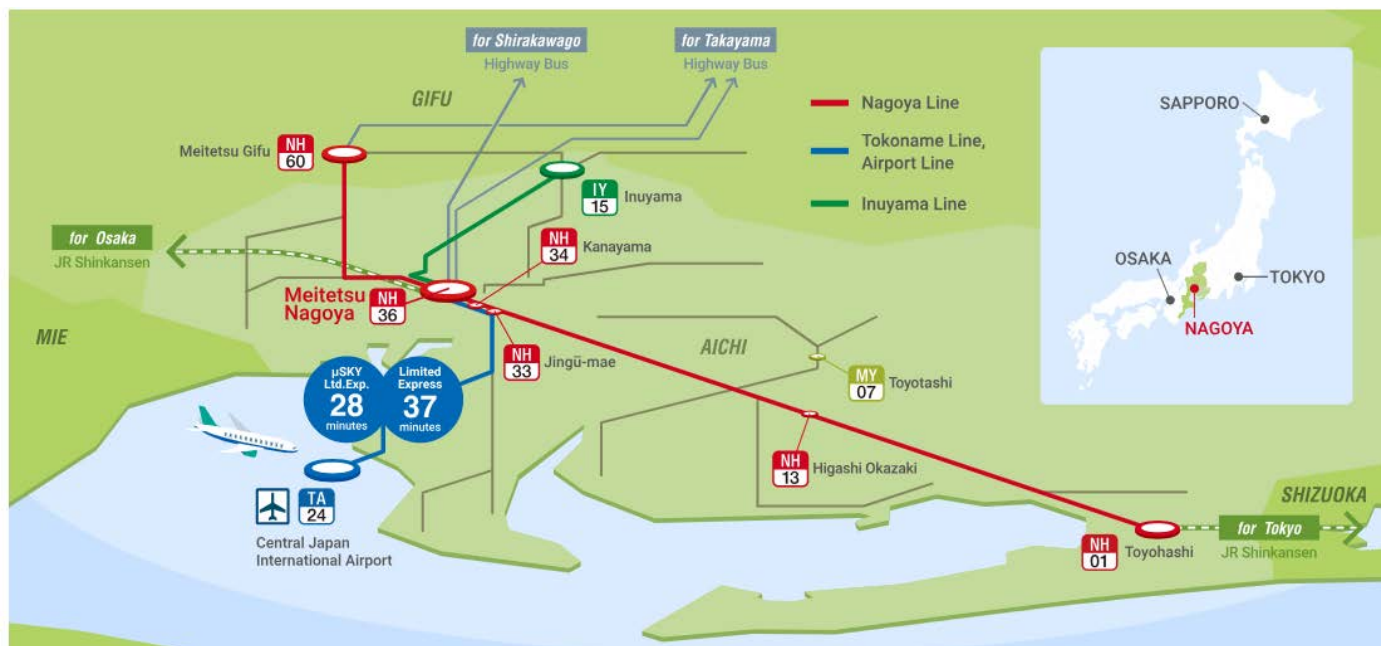 for Shirakawago
Highway Bus
for Takayama
Highway Bus
GIFU
Nagoya Line
Tokoname Line,
Airport Line
Inuyama Line
SAPPORO
OSAKA
TOKYO
NAGOYA
Meitetsu Gifu
NH
60
IY
15
Inuyama
for Osaka
JR Shinkansen
NH
34
Kanayama
Meitetsu
Nagoya
NH
36
MIE
AICHI
NH
33
Jingū-mae
MY
07
Toyotashi
µSKY
Ltd.Exp.
28
minutes
Limited
Express
37
minutes
NH
13
Higashi Okazaki
TA
24
Central Japan
International Airport
SHIZUOKA
NH
01
Toyohashi
for Tokyo
JR Shinkansen